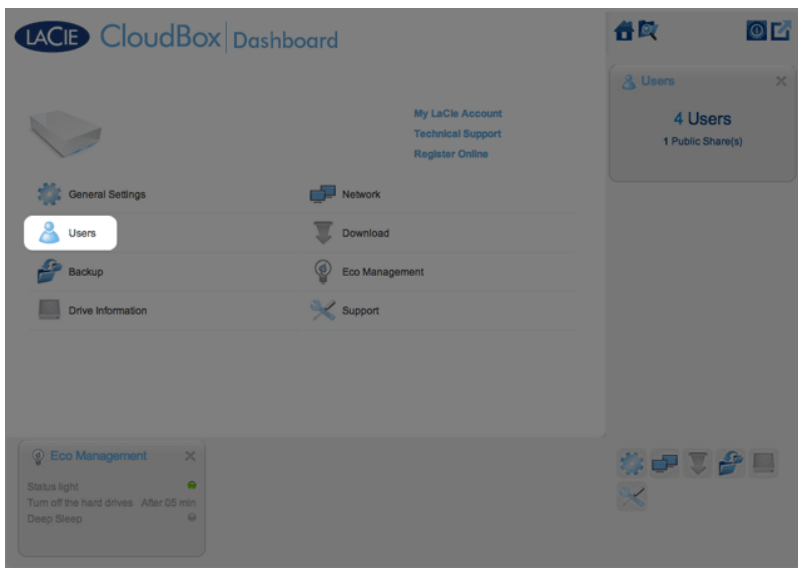 LACIE CloudBox Dashboard
Users
4 Users
1 Public Share(s)
My LaCie Account
Technical Support
Register Online
General Settings
Network
Users
Download
Backup
Eco Management
Drive Information
Support
Eco Management
Status light
Turn off the hard drives After 05 min
Deep Sleep